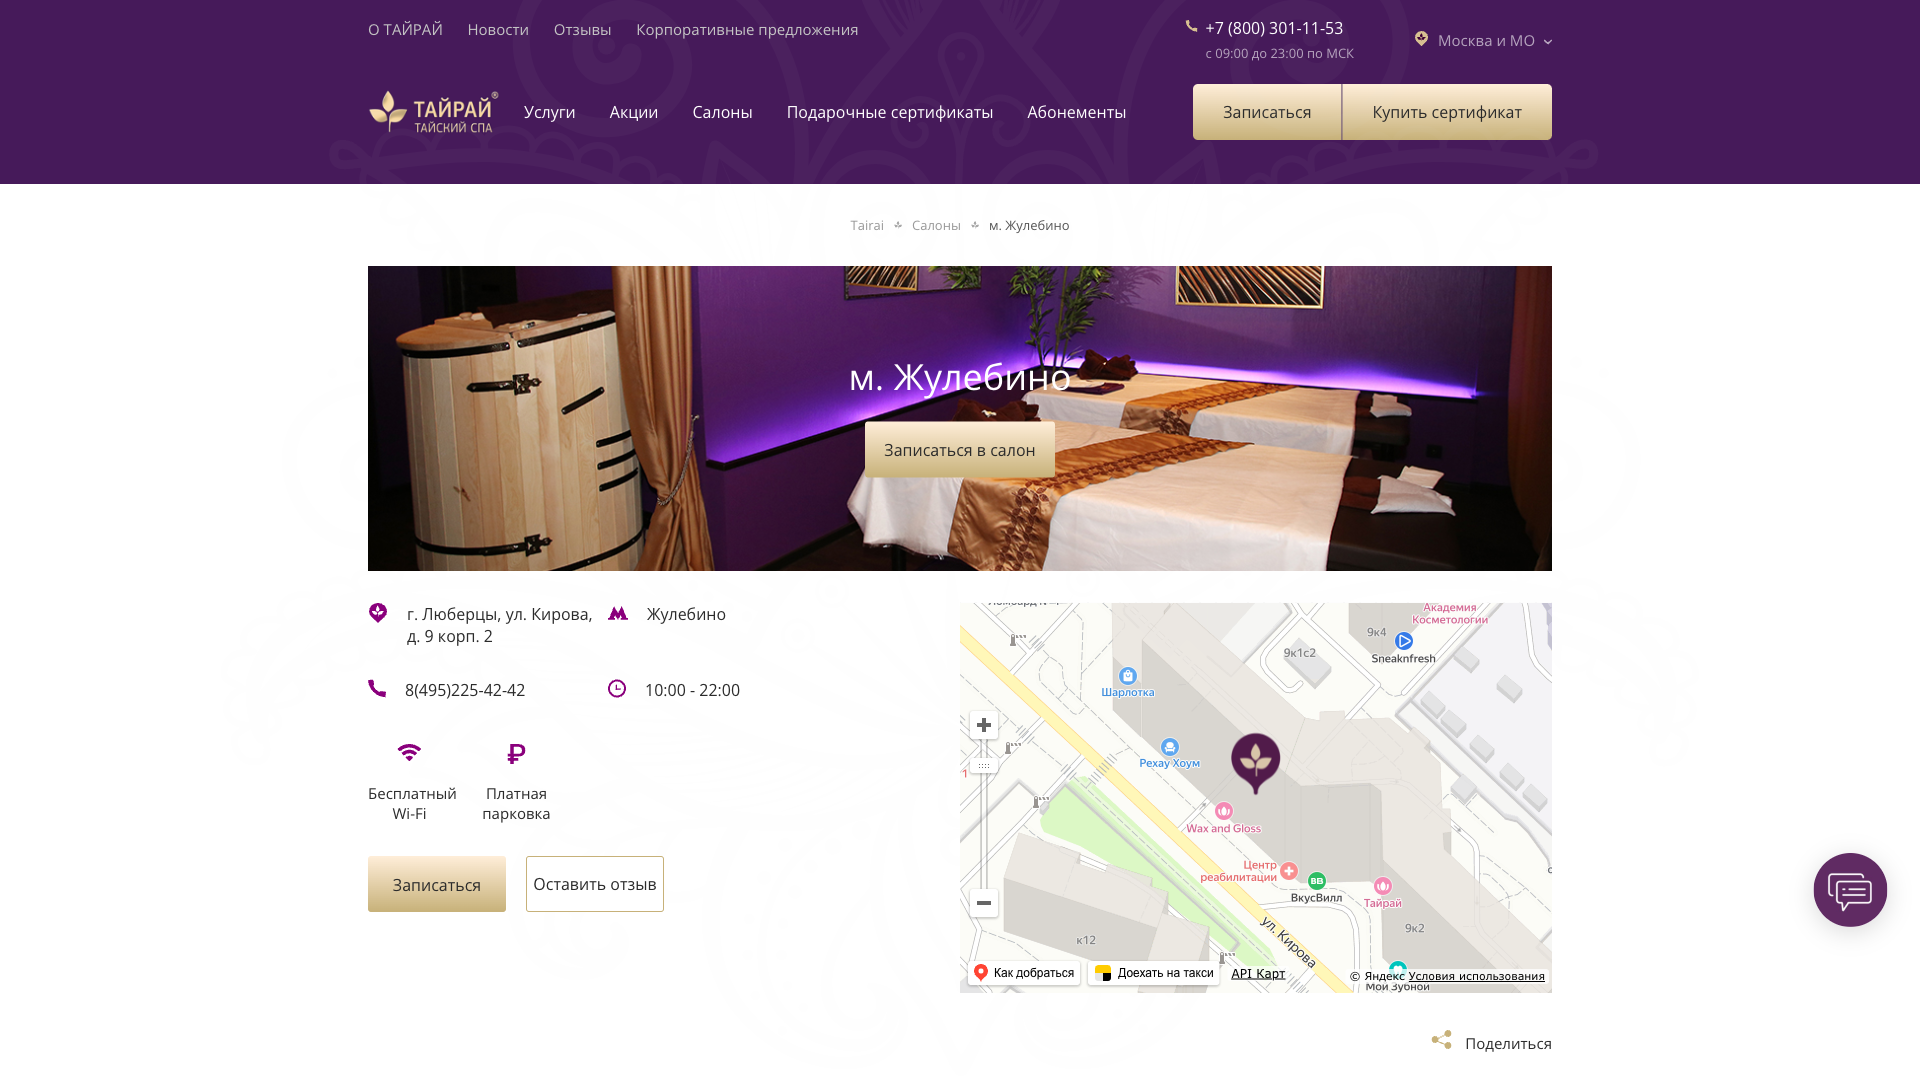 О ТАЙРАЙ Новости Отзывы Корпоративные предложения
+7 (800) 301-11-53
с 09:00 до 23:00 по МСК
Москва и МО
ТАЙРАЙ®
ТАЙСКИЙ СПА
Услуги Акции Салоны Подарочные сертификаты Абонементы
Записаться Купить сертификат
Tairai Салоны м. Жулебино
м. Жулебино
Записаться в салон
г. Люберцы, ул. Кирова,
д. 9 корп. 2
Жулебино
8(495)225-42-42
10:00 - 22:00
Бесплатный
Wi-Fi
Платная
парковка
Записаться
Оставить отзыв
Академия
Косметологии
9к4
Sneaknfresh
9к1с2
Шарлотка
Рехау Хоум
1
Wax and Gloss
Центр
реабилитации
ВВ
ВкусВилл
Тайрай
9к2
к12
ул. Кирова
Мой Зубной
Как добраться
Доехать на такси
API Карт
© Яндекс Условия использования
Поделиться